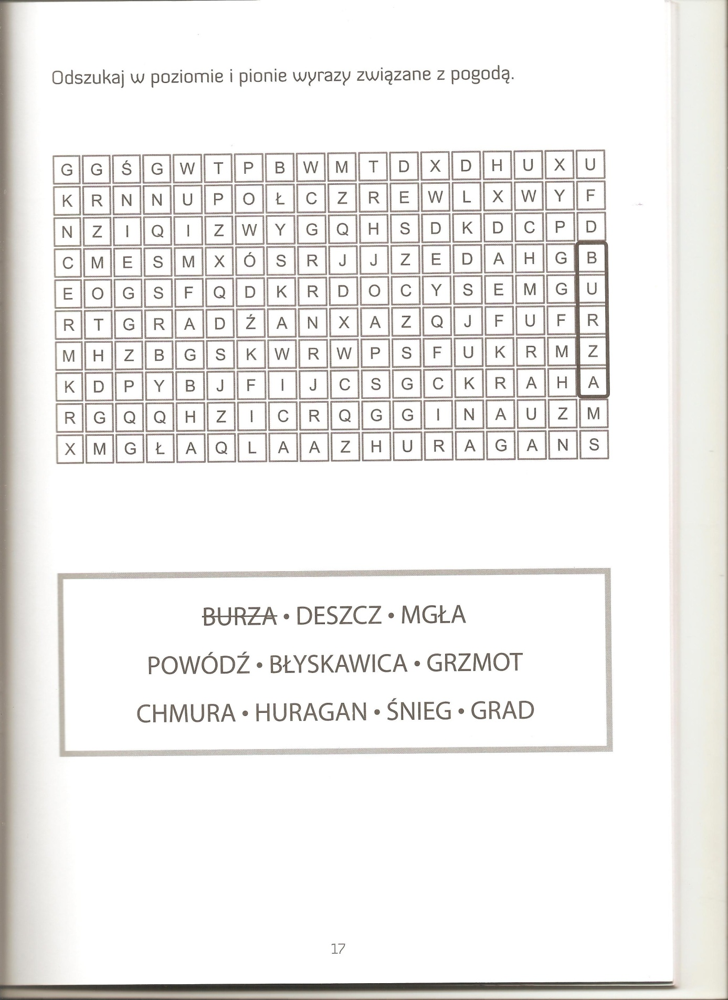 Odszukaj w poziomie i pionie wyrazy związane z pogodą.
G G Ś G W T P B W M T D X D H U X U
K R N N U P O Ł C Z R E W L X W Y F
N Z I Q I Z W Y G Q H S D K D C P D
C M E S M X Ó S R J J Z E D A H G B
E O G S F Q D K R D O C Y S E M G U
R T G R A D Ź A N X A Z Q J F U F R
M H Z B G S K W R W P S F U K R M Z
K D P Y B J F I J C S G C K R A H A
R G Q Q H Z I C R Q G G I N A U Z M
X M G Ł A Q L A A Z H U R A G A N S
BURZA • DESZCZ • MGŁA
POWÓDŹ • BŁYSKAWICA • GRZMOT
CHMURA • HURAGAN • ŚNIEG • GRAD
17